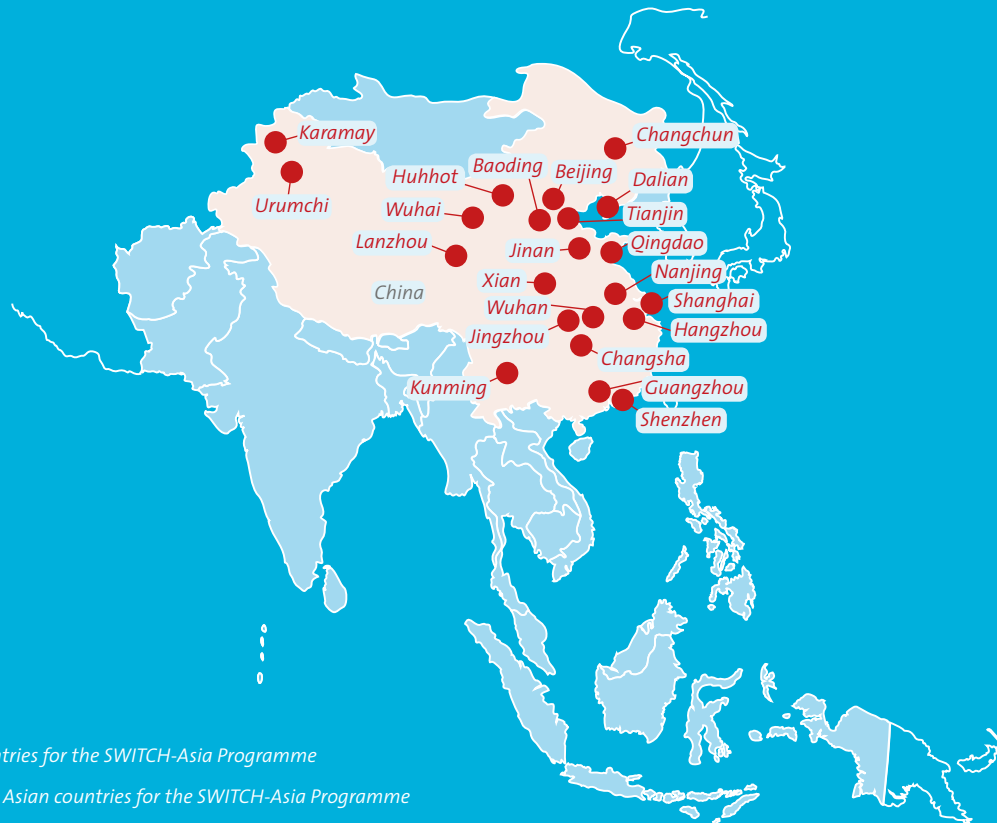 Karamay
Changchun
Baoding
Beijing
Huhhot
Dalian
Urumchi
Wuhai
Tianjin
Lanzhou
Jinan
Qingdao
Nanjing
Xian
China
Shanghai
Wuhan
Hangzhou
Jingzhou
Changsha
Kunming
Guangzhou
Shenzhen
for the SWITCH-Asia Programme
Asian countries for the SWITCH-Asia Programme